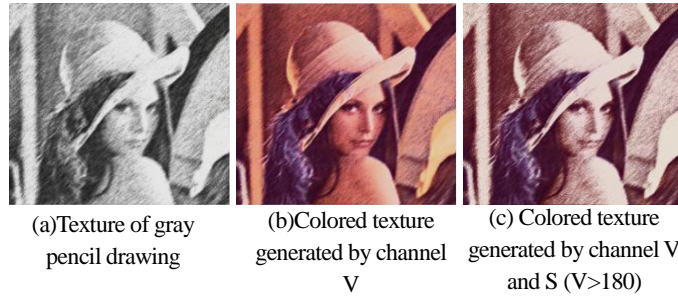 (a)Texture of gray
pencil drawing
(b)Colored texture
generated by channel
V
(c) Colored texture
generated by channel V
and S (V>180)